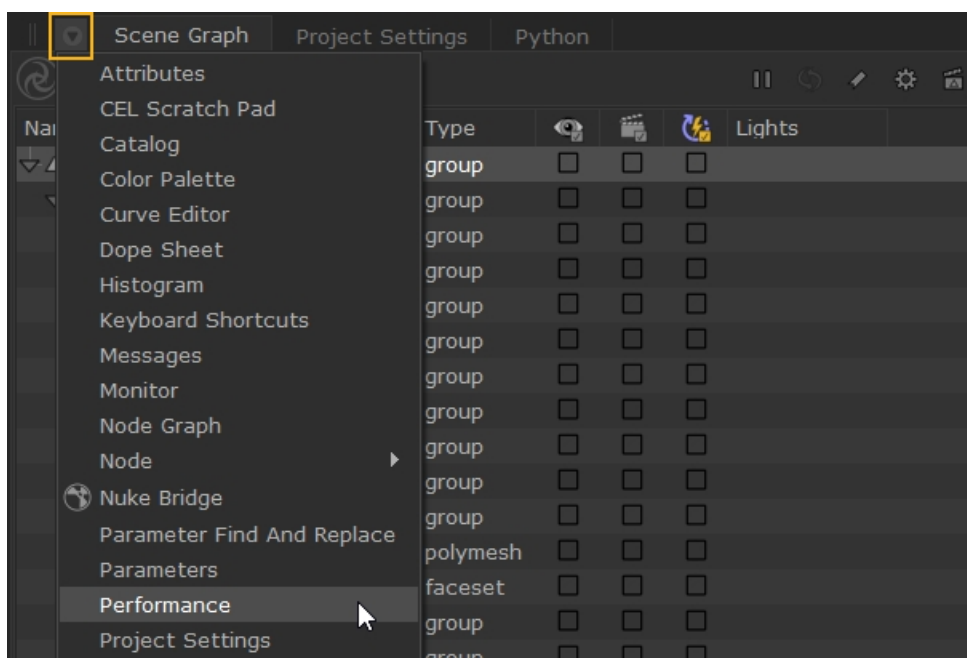 Scene Graph Project Settings Python
Attributes
CEL Scratch Pad
Type Lights
Catalog
group
Color Palette
group
Curve Editor
group
Dope Sheet
group
Histogram
group
Keyboard Shortcuts
group
Messages
group
Monitor
group
Node Graph
group
Node
group
Nuke Bridge
group
Parameter Find And Replace
polymesh
Parameters
faceset
Performance
group
Project Settings